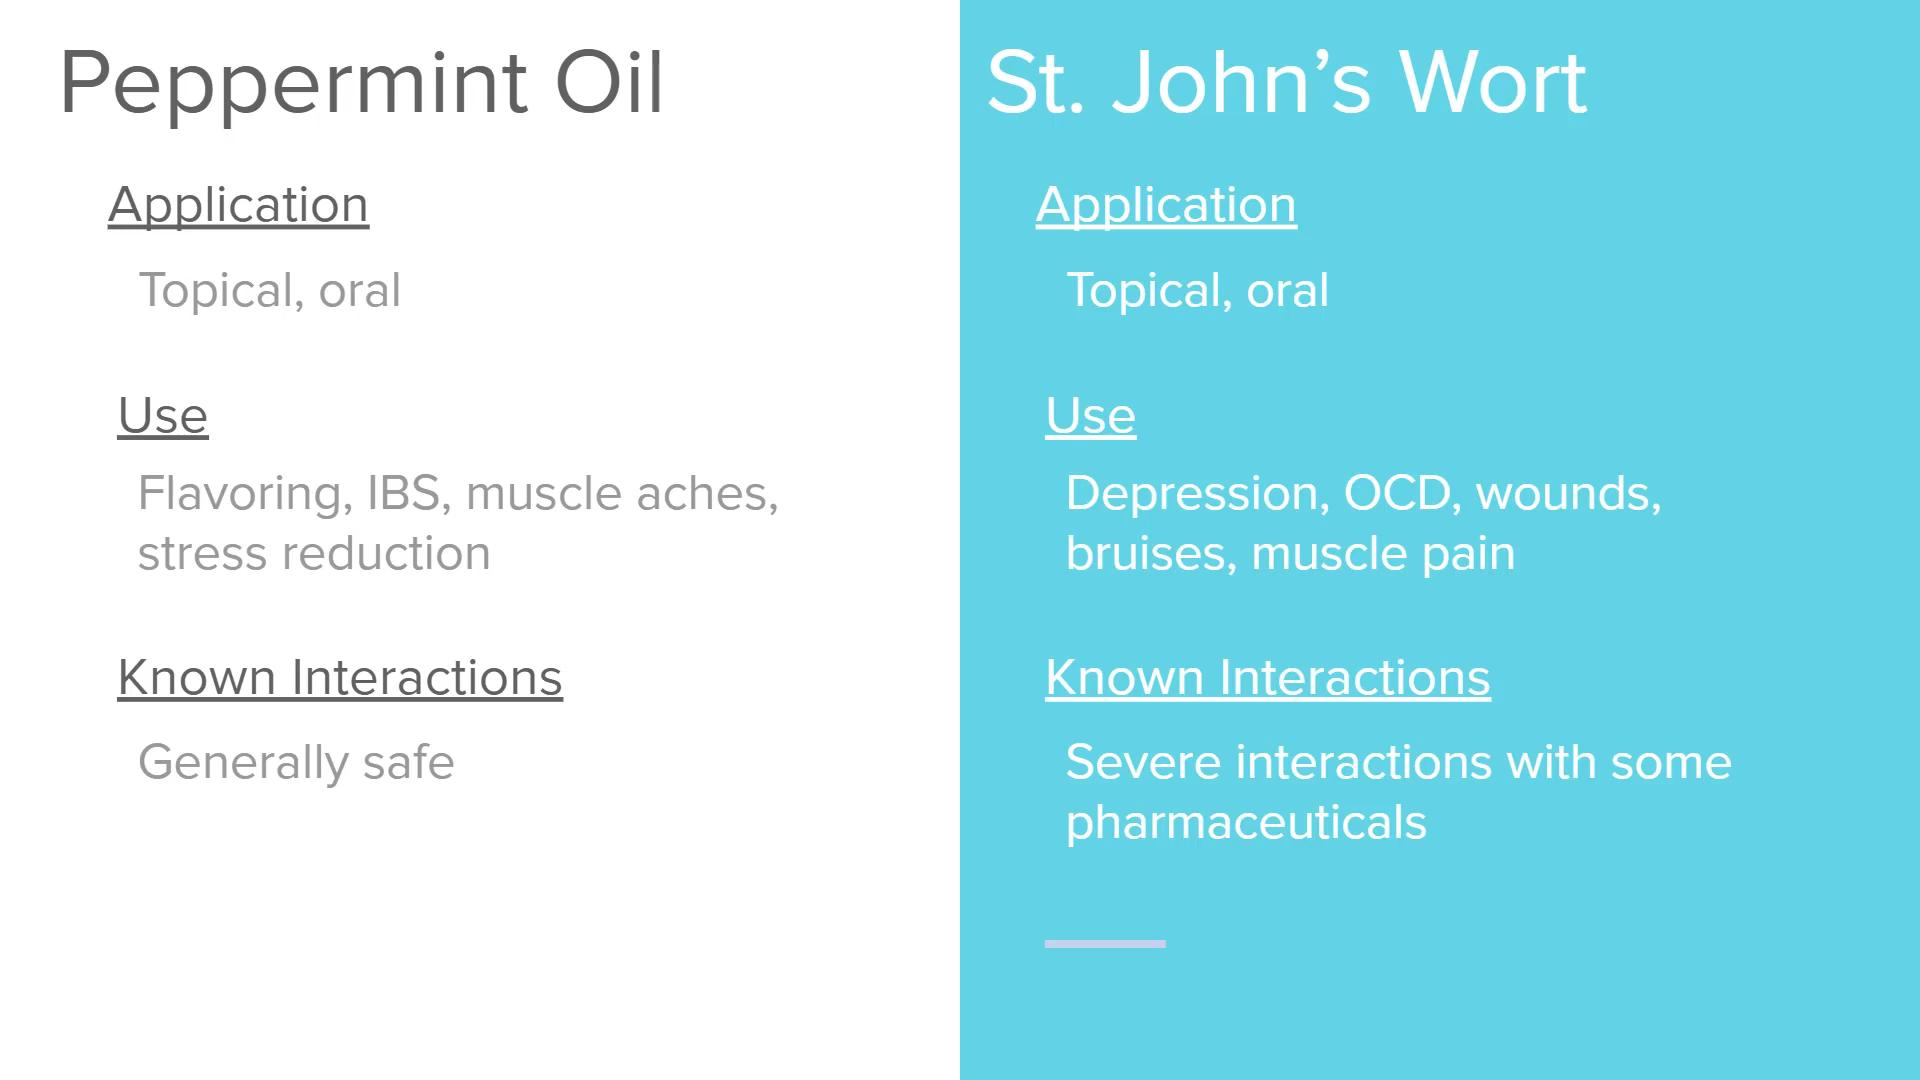 Peppermint Oil
Application
Topical, oral
Use
Flavoring, IBS, muscle aches,
stress reduction
Known Interactions
Generally safe
St. John’s Wort
Application
Topical, oral
Use
Depression, OCD, wounds,
bruises, muscle pain
Known Interactions
Severe interactions with some
pharmaceuticals